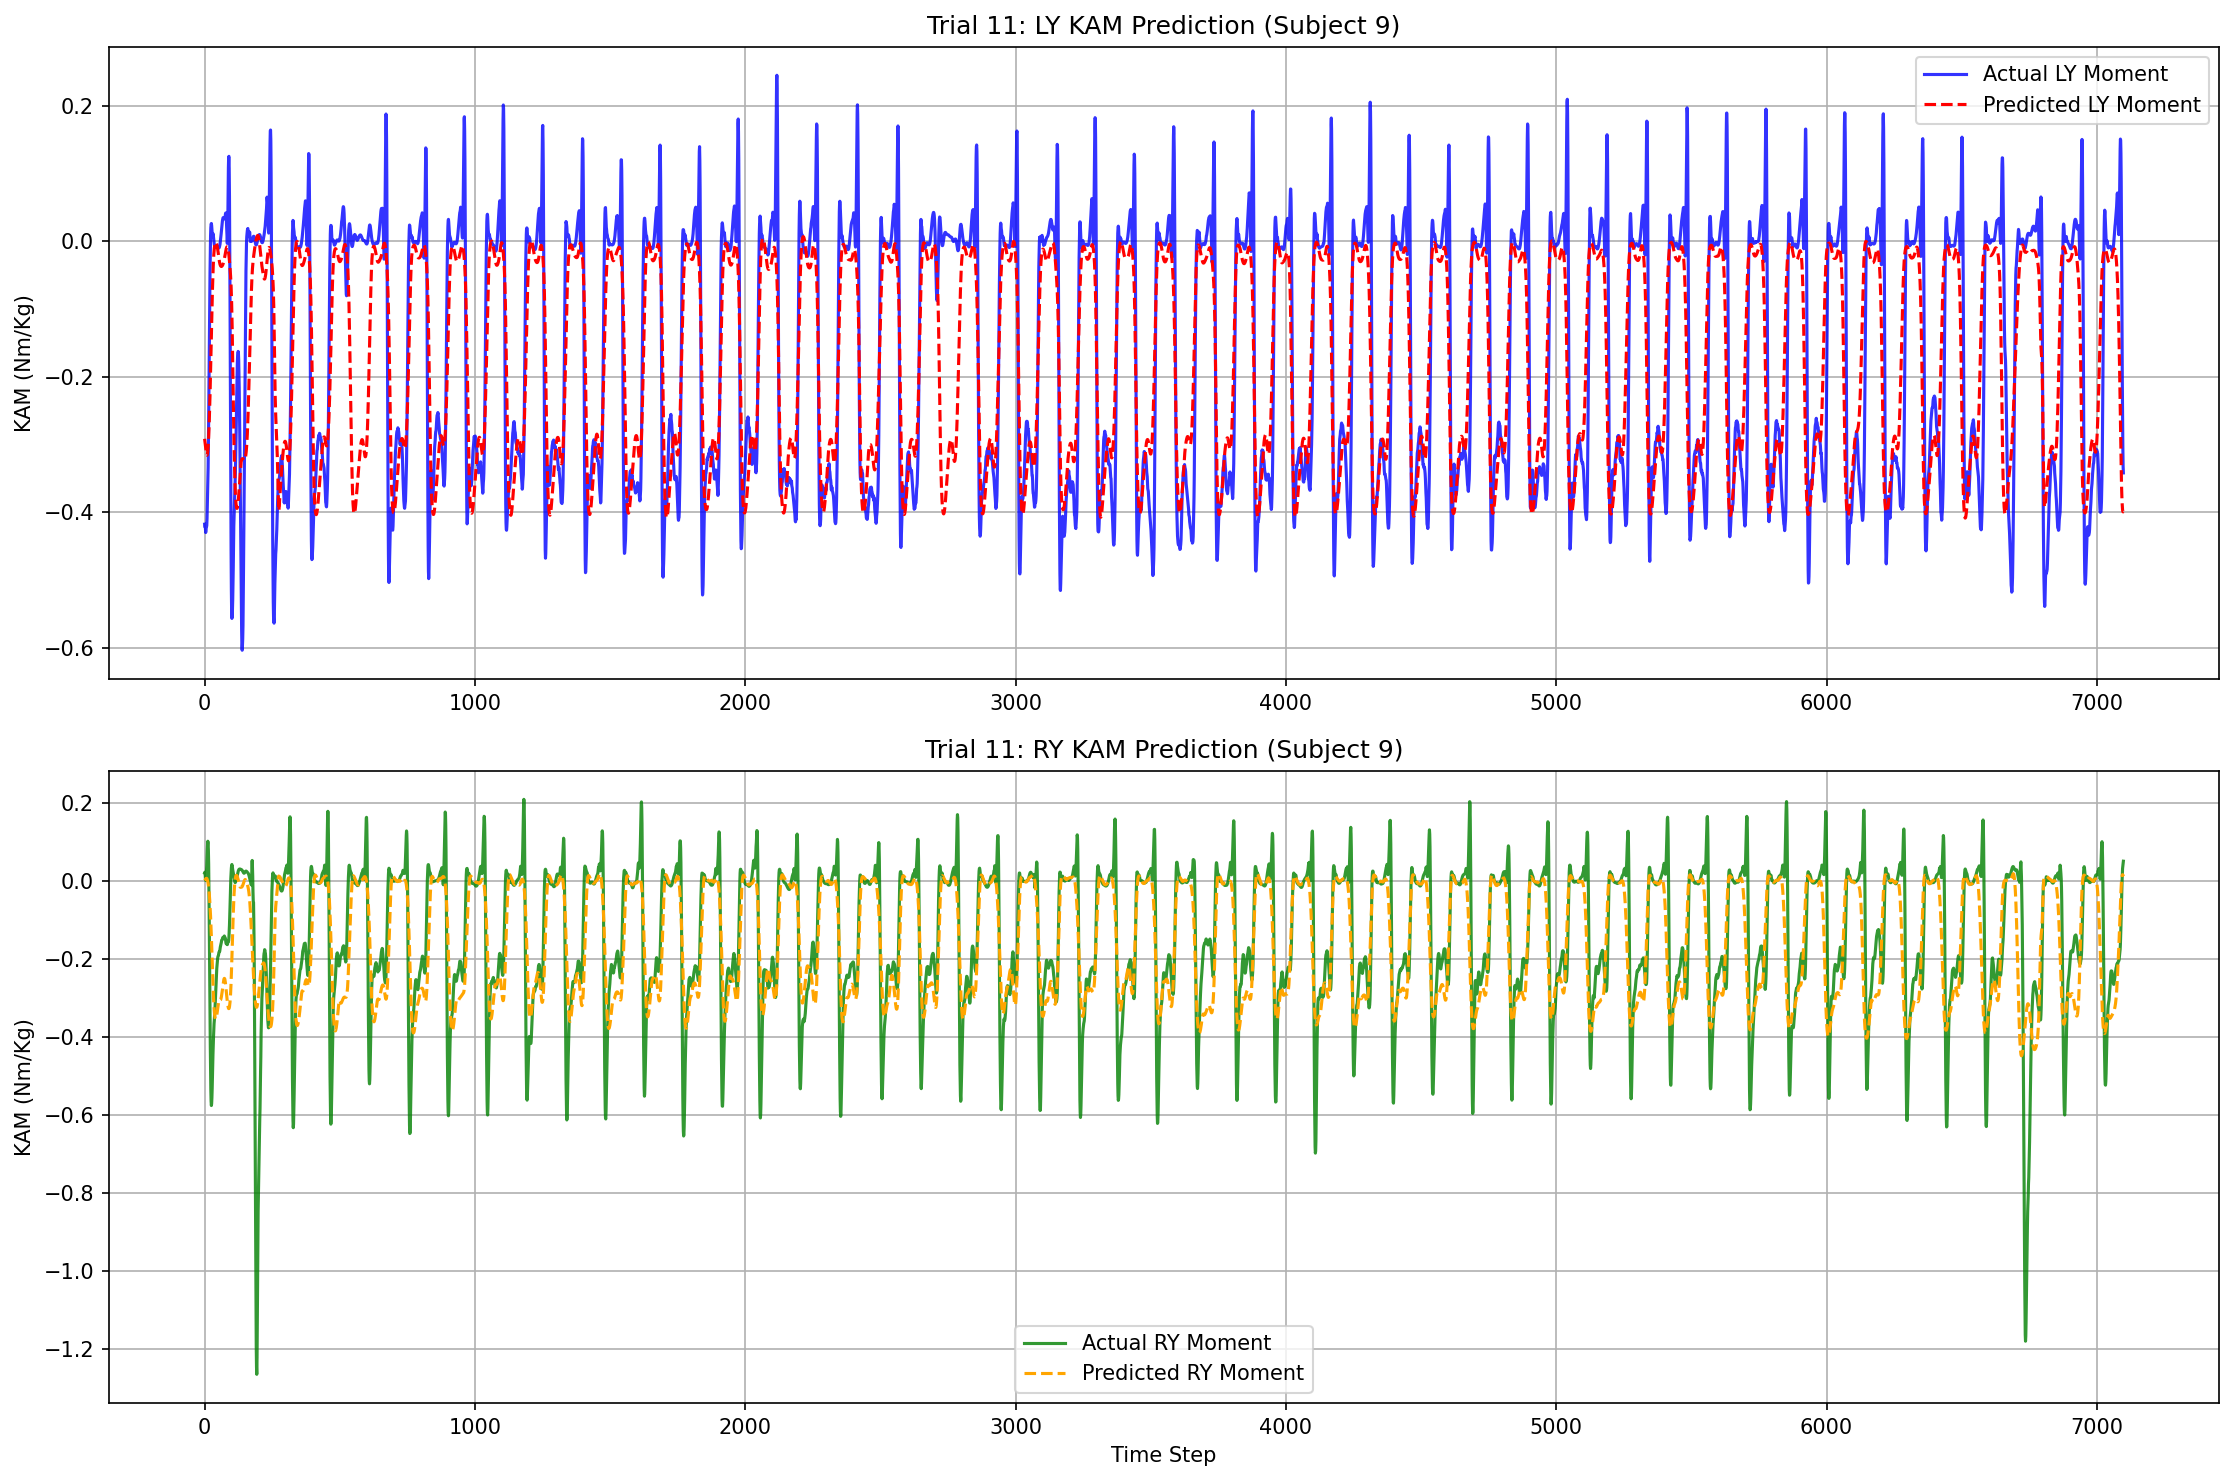 Trial 11: LY KAM Prediction (Subject 9)
Actual LY Moment
Predicted LY Moment
KAM (Nm/Kg)
0.2
0.0
−0.2
−0.4
−0.6
0 1000 2000 3000 4000 5000 6000 7000
Trial 11: RY KAM Prediction (Subject 9)
KAM (Nm/Kg)
0.2
0.0
−0.2
−0.4
−0.6
−0.8
−1.0
−1.2
Actual RY Moment
Predicted RY Moment
0 1000 2000 3000 4000 5000 6000 7000
Time Step